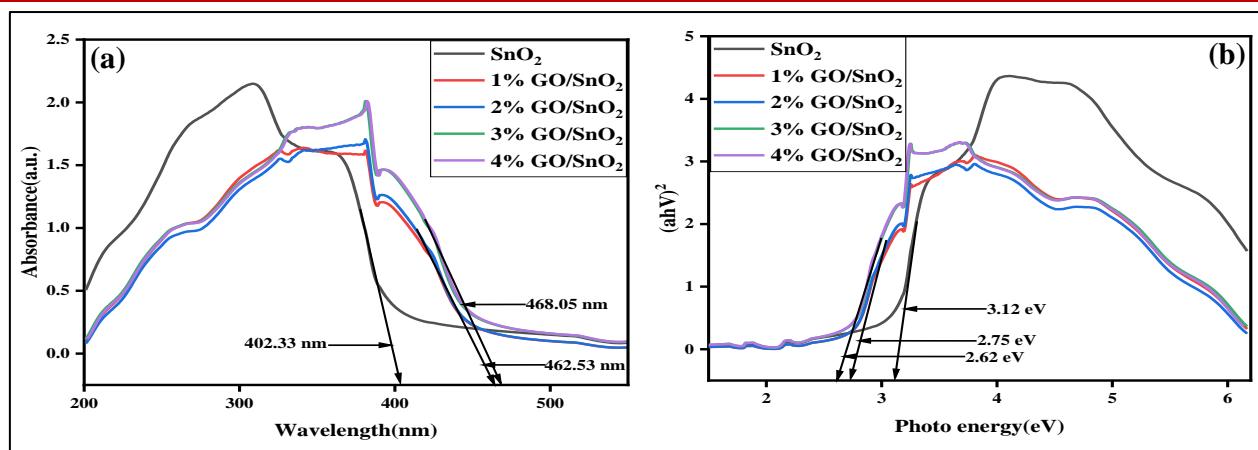 (a)
SnO₂
1% GO/SnO₂
2% GO/SnO₂
3% GO/SnO₂
4% GO/SnO₂
Absorbance(a.u.)
2.0
1.5
1.0
0.5
0.0
468.05 nm
402.33 nm
462.53 nm
200
300
400
500
Wavelength(nm)
(b)
SnO₂
1% GO/SnO₂
2% GO/SnO₂
3% GO/SnO₂
4% GO/SnO₂
(ahV)²
5
4
3
2
1
0
3.12 eV
2.75 eV
2.62 eV
2
3
4
5
6
Photo energy(eV)